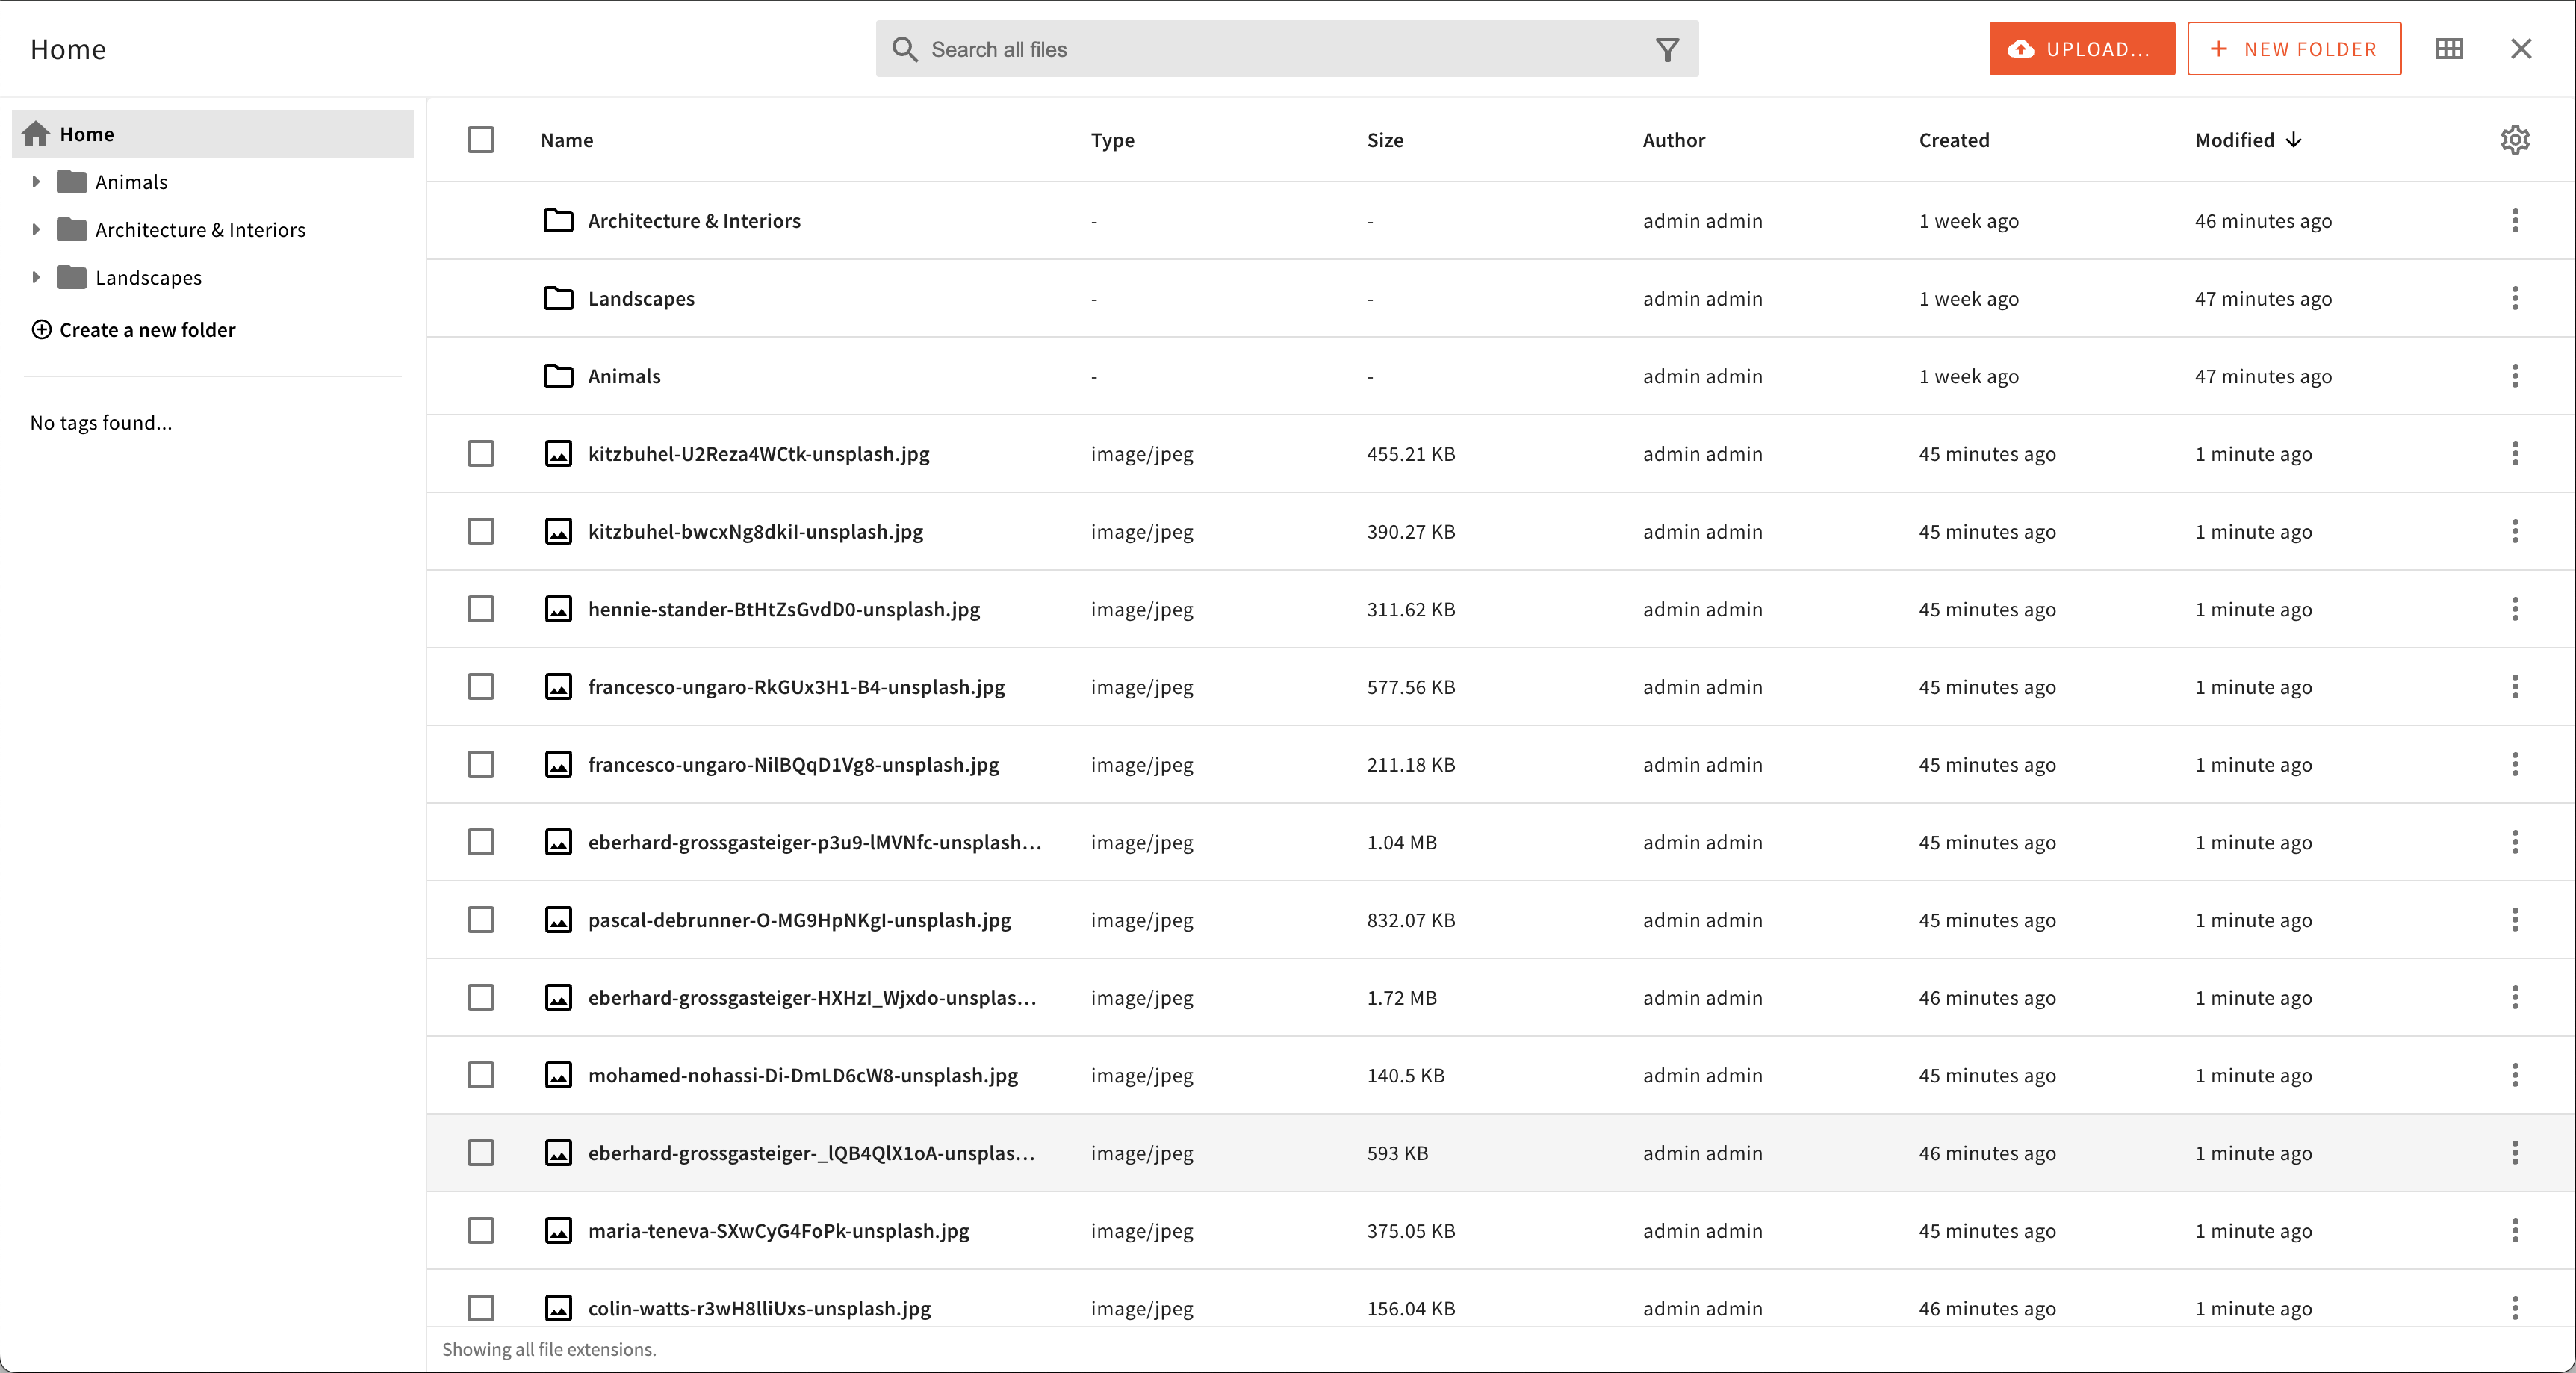 Home
Search all files
UPLOAD...
NEW FOLDER
Home
Animals
Architecture & Interiors
Landscapes
Create a new folder
No tags found...
Name Type Size Author Created Modified
Architecture & Interiors - - admin admin 1 week ago 46 minutes ago
Landscapes - - admin admin 1 week ago 47 minutes ago
Animals - - admin admin 1 week ago 47 minutes ago
kitzbuhel-U2Reza4WCtk-unsplash.jpg image/jpeg 455.21 KB admin admin 45 minutes ago 1 minute ago
kitzbuhel-bwcxNg8dkiI-unsplash.jpg image/jpeg 390.27 KB admin admin 45 minutes ago 1 minute ago
hennie-stander-BtHtZsGvdD0-unsplash.jpg image/jpeg 311.62 KB admin admin 45 minutes ago 1 minute ago
francesco-ungaro-RkGUx3H1-B4-unsplash.jpg image/jpeg 577.56 KB admin admin 45 minutes ago 1 minute ago
francesco-ungaro-NilBQqD1Vg8-unsplash.jpg image/jpeg 211.18 KB admin admin 45 minutes ago 1 minute ago
eberhard-grossgasteiger-p3u9-lMVNfc-unsplash... image/jpeg 1.04 MB admin admin 45 minutes ago 1 minute ago
pascal-debrunner-O-MG9HpNKgI-unsplash.jpg image/jpeg 832.07 KB admin admin 45 minutes ago 1 minute ago
eberhard-grossgasteiger-HXHzI_Wjxdo-unsplas... image/jpeg 1.72 MB admin admin 46 minutes ago 1 minute ago
mohamed-nohassi-Di-DmLD6cW8-unsplash.jpg image/jpeg 140.5 KB admin admin 45 minutes ago 1 minute ago
eberhard-grossgasteiger-_lQB4QlX1oA-unsplas... image/jpeg 593 KB admin admin 46 minutes ago 1 minute ago
maria-teneva-SXwCyG4FoPk-unsplash.jpg image/jpeg 375.05 KB admin admin 45 minutes ago 1 minute ago
colin-watts-r3wH8lliUxs-unsplash.jpg image/jpeg 156.04 KB admin admin 46 minutes ago 1 minute ago
Showing all file extensions.